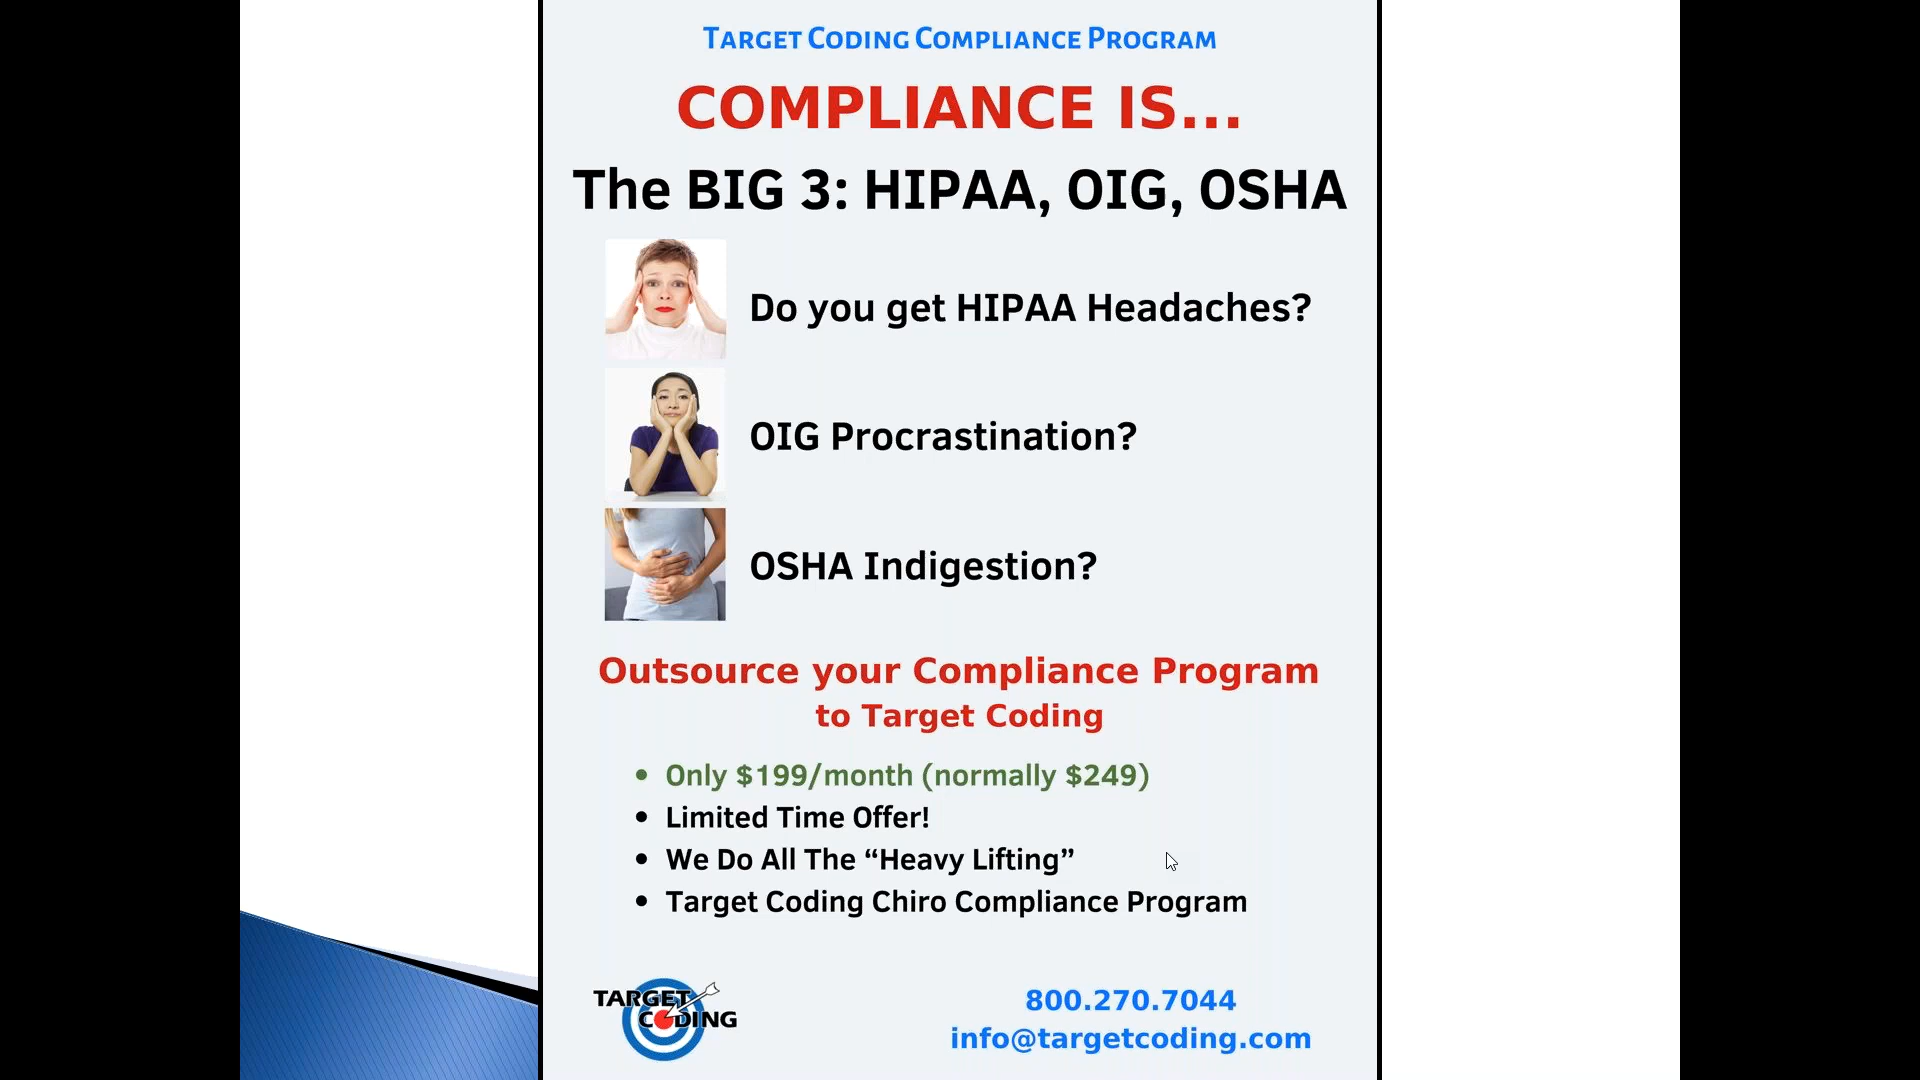 Target Coding Compliance Program
COMPLIANCE IS...
The BIG 3: HIPAA, OIG, OSHA
Do you get HIPAA Headaches?
OIG Procrastination?
OSHA Indigestion?
Outsource your Compliance Program
to Target Coding
• Only $199/month (normally $249)
• Limited Time Offer!
• We Do All The “Heavy Lifting”
• Target Coding Chiro Compliance Program
TARGET
CODING
800.270.7044
info@targetcoding.com